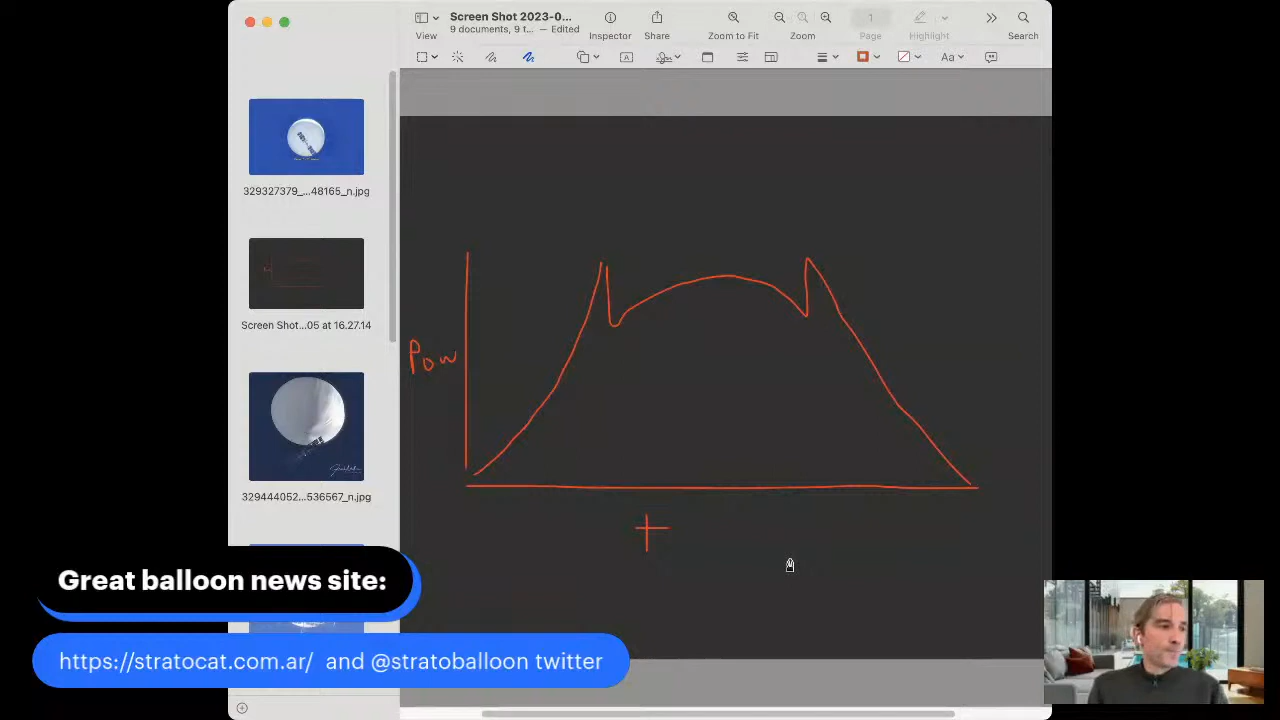 Screen Shot 2023-0...
9 documents, 9 t... — Edited
View
Inspector
Share
Zoom to Fit
Zoom
1
Page
Highlight
Search
Aa
329327379_...48165_n.jpg
Screen Shot...05 at 16.27.14
329444052...536567_n.jpg
Pow
t
Great balloon news site:
https://stratocat.com.ar/ and @stratoballoon twitter